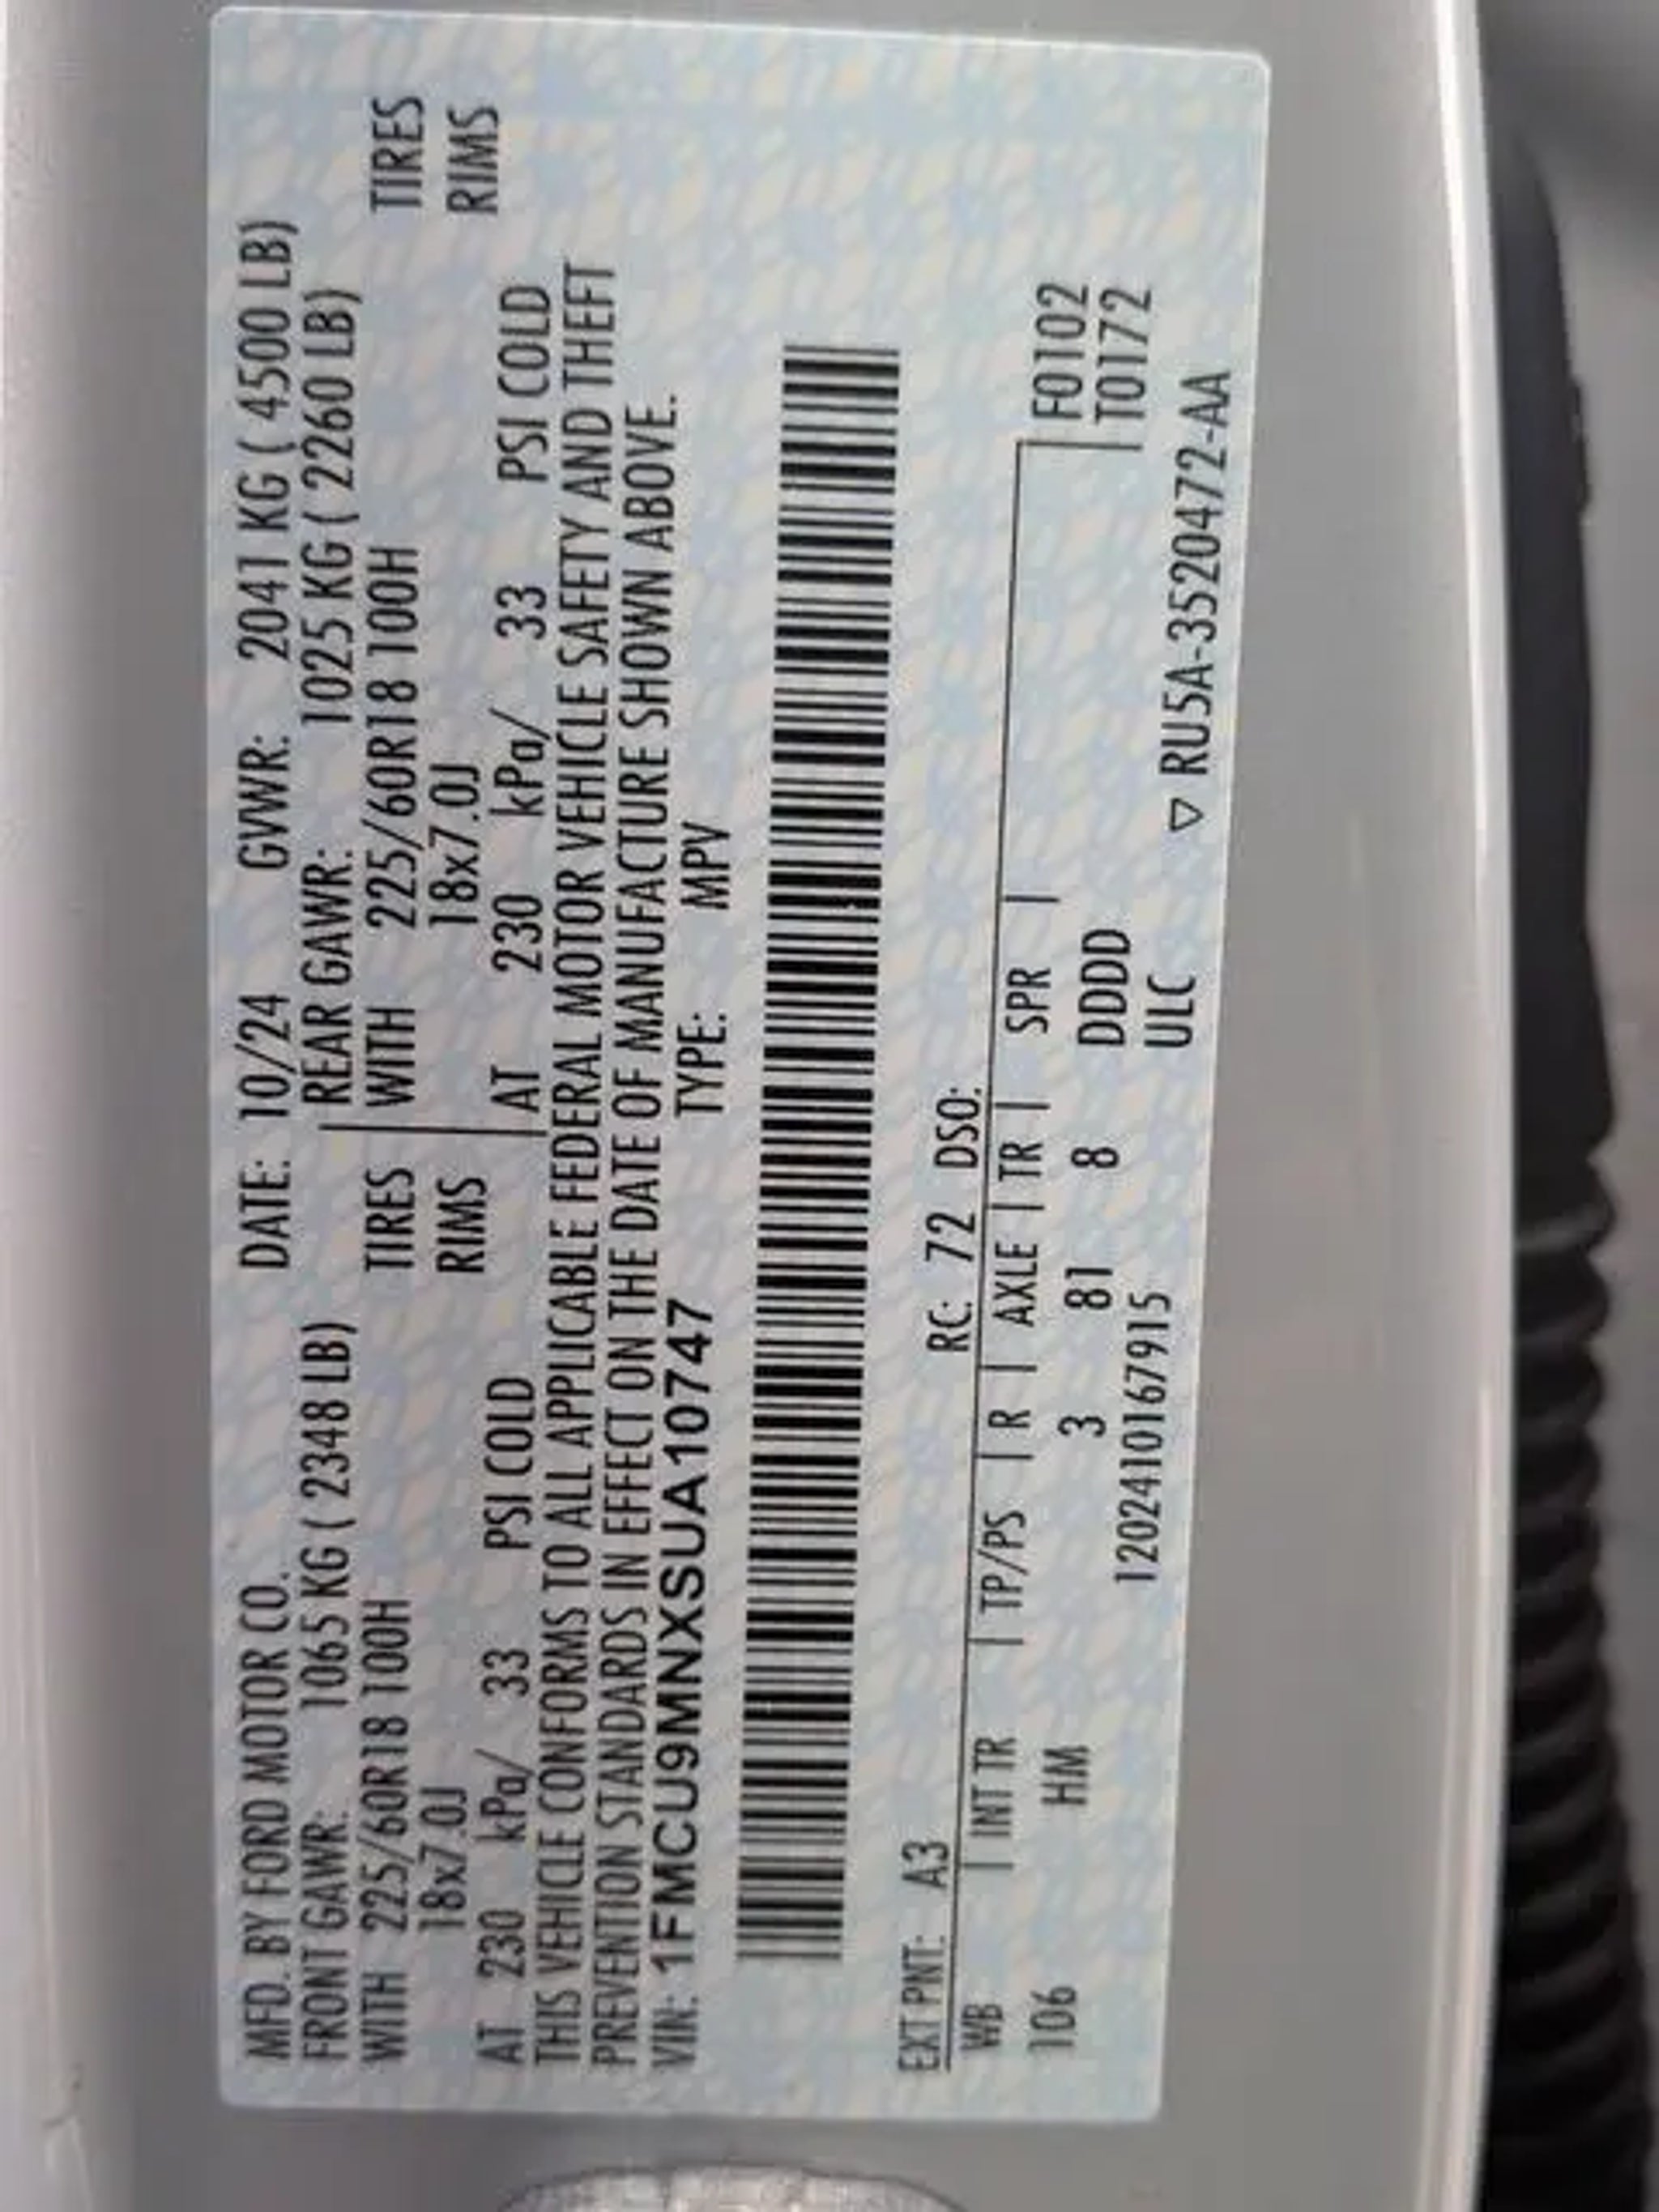 MFD. BY FORD MOTOR CO. DATE: 10/24 GVWR: 2041 KG ( 4500 LB)
FRONT GAWR: 1065 KG ( 2348 LB) REAR GAWR: 1025 KG ( 2260 LB)
WITH 225/60R18 100H TIRES WITH 225/60R18 100H TIRES
18x7.0J RIMS 18x7.0J RIMS
AT 230 kPa/ 33 PSI COLD AT 230 kPa/ 33 PSI COLD
THIS VEHICLE CONFORMS TO ALL APPLICABLE FEDERAL MOTOR VEHICLE SAFETY AND THEFT
PREVENTION STANDARDS IN EFFECT ON THE DATE OF MANUFACTURE SHOWN ABOVE.
VIN: 1FMCU9MNXSUA10747 TYPE: MPV
EXT PNT: A3 RC: 72 DSO:
WB | INT TR | TP/PS | R | AXLE | TR | SPR | F0102
106 HM 3 81 8 DDDD T0172
1202410167915 ULC ▽ RU5A-3520472-AA